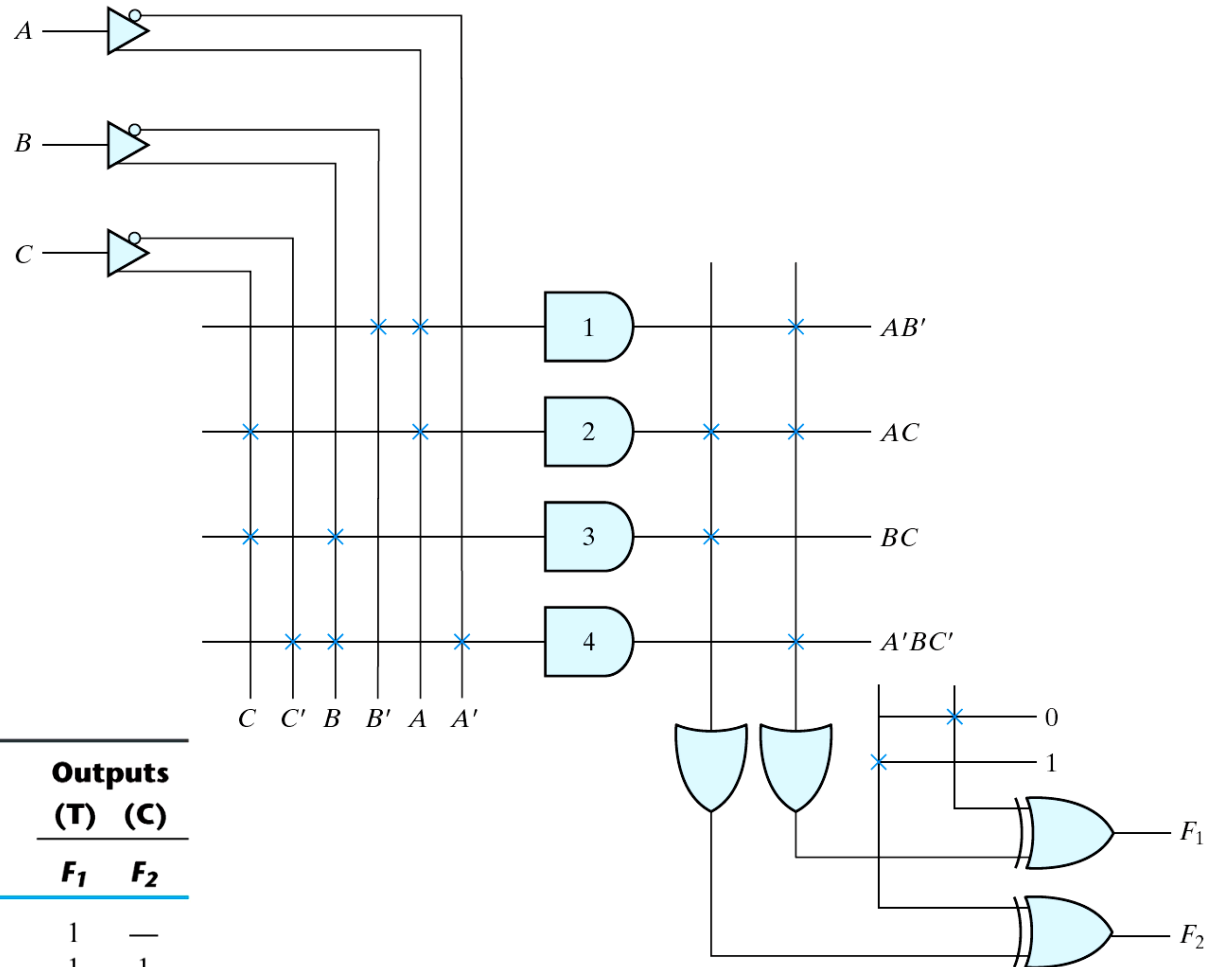 A
B
C
1 AB′
2 AC
3 BC
4 A′BC′
C C′ B B′ A A′
0
1
F1
F2
Outputs
(T) (C)
F1 F2
1 —
1 1